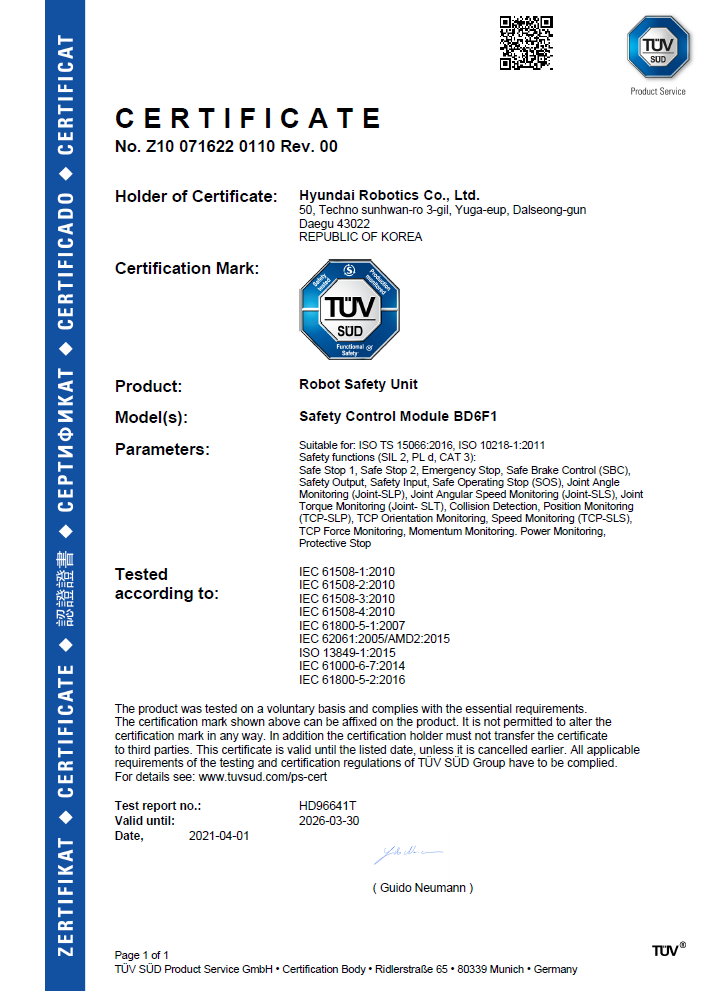 ZERTIFIKAT ◆ CERTIFICATE ◆ 認證證書 ◆ СЕРТИФИКАТ ◆ CERTIFICADO ◆ CERTIFICAT
TÜV
SÜD
Product Service
CERTIFICATE
No. Z10 071622 0110 Rev. 00
Holder of Certificate: Hyundai Robotics Co., Ltd.
50, Techno sunhwan-ro 3-gil, Yuga-eup, Dalseong-gun
Daegu 43022
REPUBLIC OF KOREA
Certification Mark:
Safety tested
Production monitored
TÜV
SÜD
Functional
Safety
Product: Robot Safety Unit
Model(s): Safety Control Module BD6F1
Parameters: Suitable for: ISO TS 15066:2016, ISO 10218-1:2011
Safety functions (SIL 2, PL d, CAT 3):
Safe Stop 1, Safe Stop 2, Emergency Stop, Safe Brake Control (SBC),
Safety Output, Safety Input, Safe Operating Stop (SOS), Joint Angle
Monitoring (Joint-SLP), Joint Angular Speed Monitoring (Joint-SLS), Joint
Torque Monitoring (Joint- SLT), Collision Detection, Position Monitoring
(TCP-SLP), TCP Orientation Monitoring, Speed Monitoring (TCP-SLS),
TCP Force Monitoring, Momentum Monitoring. Power Monitoring,
Protective Stop
Tested
according to:
IEC 61508-1:2010
IEC 61508-2:2010
IEC 61508-3:2010
IEC 61508-4:2010
IEC 61800-5-1:2007
IEC 62061:2005/AMD2:2015
ISO 13849-1:2015
IEC 61000-6-7:2014
IEC 61800-5-2:2016
The product was tested on a voluntary basis and complies with the essential requirements.
The certification mark shown above can be affixed on the product. It is not permitted to alter the
certification mark in any way. In addition the certification holder must not transfer the certificate
to third parties. This certificate is valid until the listed date, unless it is cancelled earlier. All applicable
requirements of the testing and certification regulations of TÜV SÜD Group have to be complied.
For details see: www.tuvsud.com/ps-cert
Test report no.: HD96641T
Valid until: 2026-03-30
Date, 2021-04-01
( Guido Neumann )
Page 1 of 1
TÜV SÜD Product Service GmbH • Certification Body • Ridlerstraße 65 • 80339 Munich • Germany
TÜV®